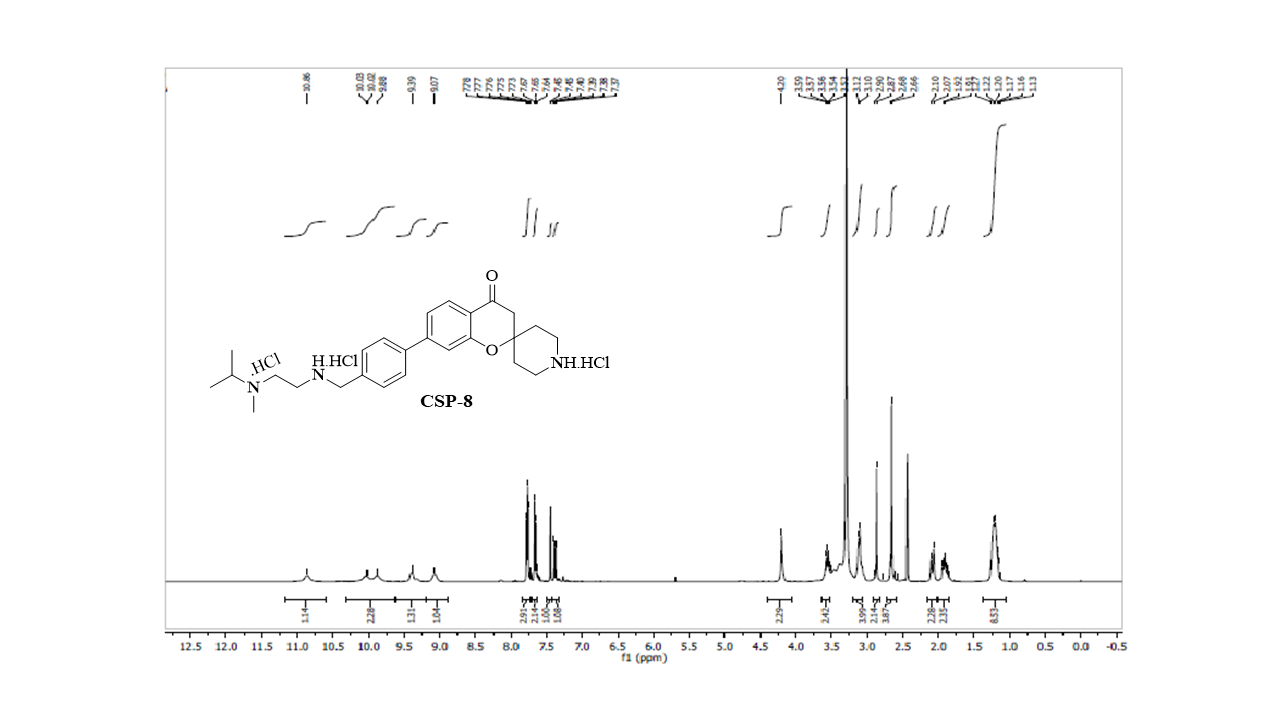 10.86 10.03 10.02 9.88 9.39 9.07 7.78 7.77 7.76 7.75 7.73 7.67 7.65 7.64 7.45 7.45 7.40 7.39 7.38 7.37 4.20 3.59 3.57 3.56 3.54 3.52 3.12 3.10 2.90 2.87 2.68 2.66 2.10 2.07 1.92 1.91 1.27 1.22 1.20 1.17 1.16 1.13
O
O
NH.HCl
H.HCl
N
.HCl
N
CSP-8
1.14 2.28 1.31 1.04 2.91 2.14 1.00 1.08 2.29 2.42 3.99 2.14 3.87 2.28 2.35 8.53
12.5 12.0 11.5 11.0 10.5 10.0 9.5 9.0 8.5 8.0 7.5 7.0 6.5 6.0 5.5 5.0 4.5 4.0 3.5 3.0 2.5 2.0 1.5 1.0 0.5 0.0 -0.5
f1 (ppm)